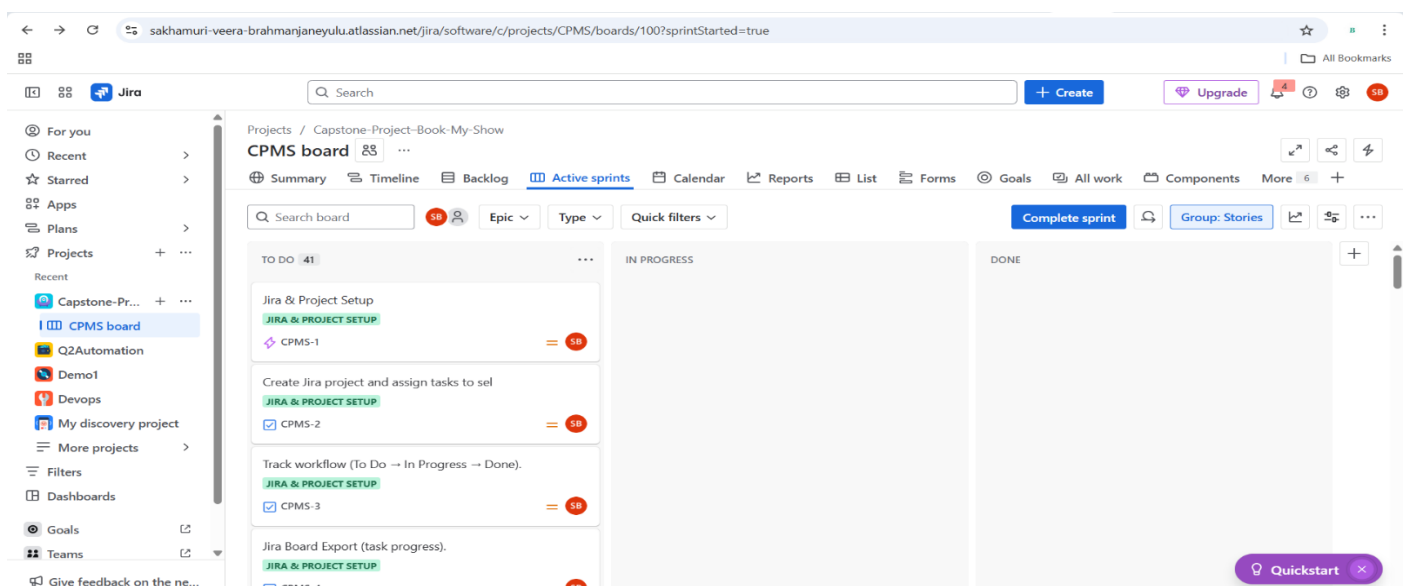 sakhamuri-veera-brahmanjaneyulu.atlassian.net/jira/software/c/projects/CPMS/boards/100?sprintStarted=true
B
All Bookmarks
Jira
Search
+ Create
Upgrade
4
SB
For you
Recent
Starred
Apps
Plans
Projects
Recent
Capstone-Pr...
CPMS board
Q2Automation
Demo1
Devops
My discovery project
More projects
Filters
Dashboards
Goals
Teams
Give feedback on the ne...
Projects / Capstone-Project-Book-My-Show
CPMS board
Summary Timeline Backlog Active sprints Calendar Reports List Forms Goals All work Components More 6
Search board SB Epic Type Quick filters Complete sprint Group: Stories
TO DO 41
Jira & Project Setup
JIRA & PROJECT SETUP
CPMS-1 SB
Create Jira project and assign tasks to sel
JIRA & PROJECT SETUP
CPMS-2 SB
Track workflow (To Do → In Progress → Done).
JIRA & PROJECT SETUP
CPMS-3 SB
Jira Board Export (task progress).
JIRA & PROJECT SETUP
IN PROGRESS
DONE
Quickstart